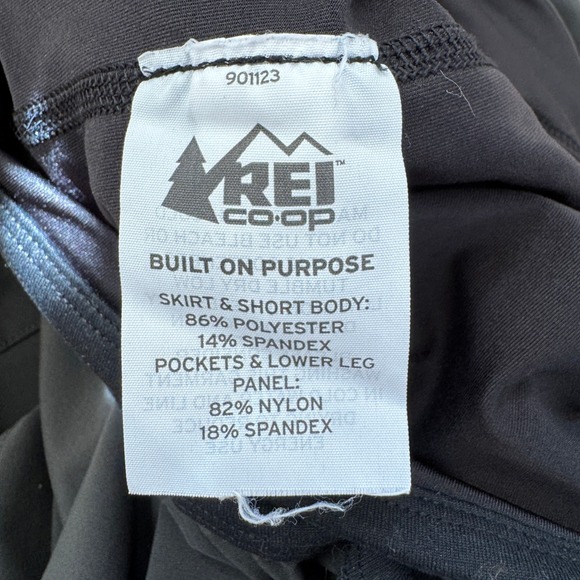 901123
REI™
CO·OP
BUILT ON PURPOSE
SKIRT & SHORT BODY:
86% POLYESTER
14% SPANDEX
POCKETS & LOWER LEG
PANEL:
82% NYLON
18% SPANDEX